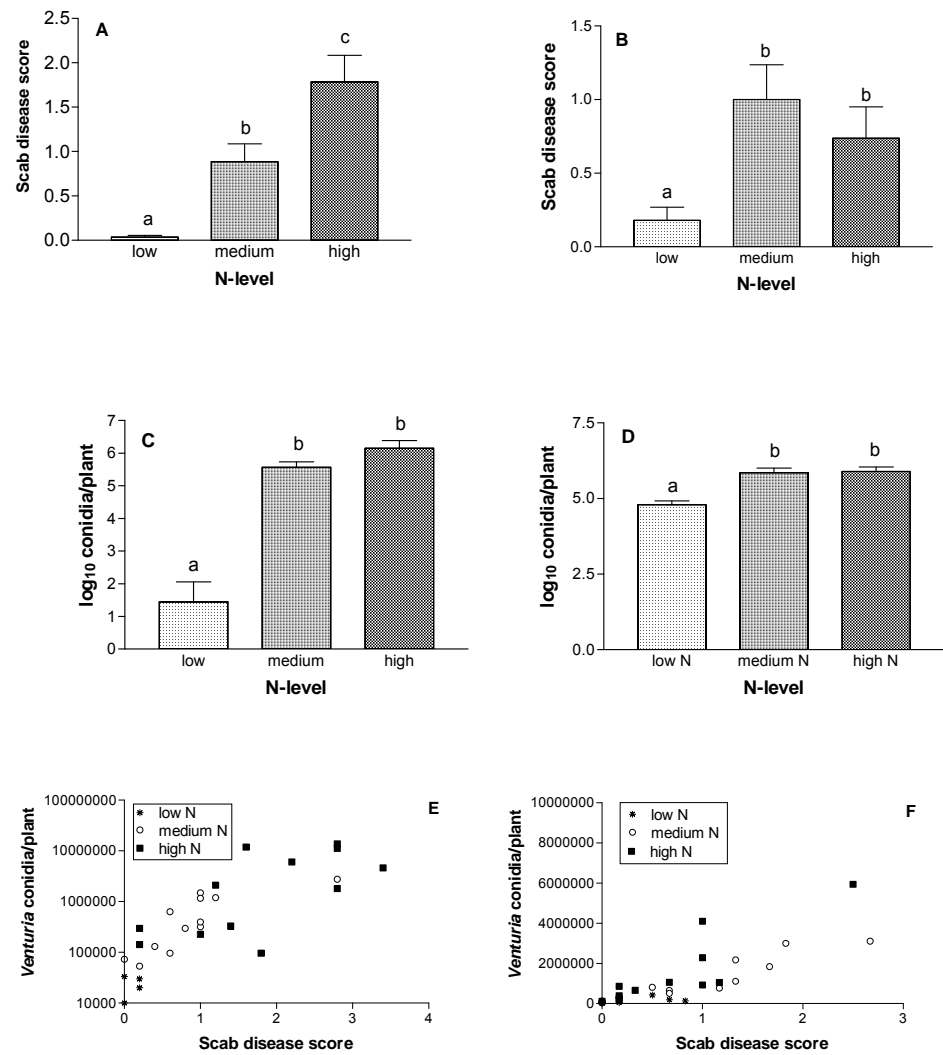 A
Scab disease score
2.5
2.0
1.5
1.0
0.5
0.0
a
b
c
low medium high
N-level
B
Scab disease score
1.5
1.0
0.5
0.0
a
b
b
low medium high
N-level
C
log10 conidia/plant
7
6
5
4
3
2
1
0
a
b
b
low medium high
N-level
D
log10 conidia/plant
7.5
5.0
2.5
0.0
a
b
b
low N medium N high N
N-level
E
Venturia conidia/plant
100000000
10000000
1000000
100000
10000
low N
medium N
high N
0 1 2 3 4
Scab disease score
F
Venturia conidia/plant
10000000
8000000
6000000
4000000
2000000
0
low N
medium N
high N
0 1 2 3
Scab disease score